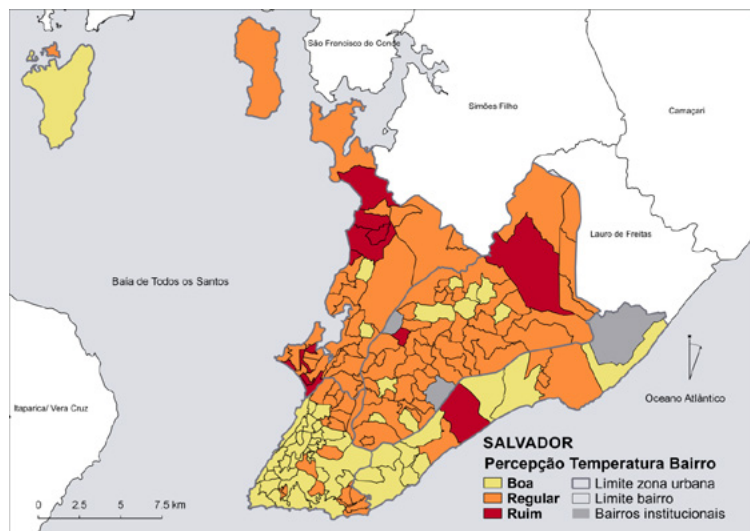 São Francisco do Conde
Simões Filho
Camaçari
Lauro de Freitas
Baía de Todos os Santos
Itaparica/ Vera Cruz
Oceano Atlântico
SALVADOR
Percepção Temperatura Bairro
Boa
Limite zona urbana
Regular
Limite bairro
Ruim
Bairros institucionais
0 2.5 5 7.5 km